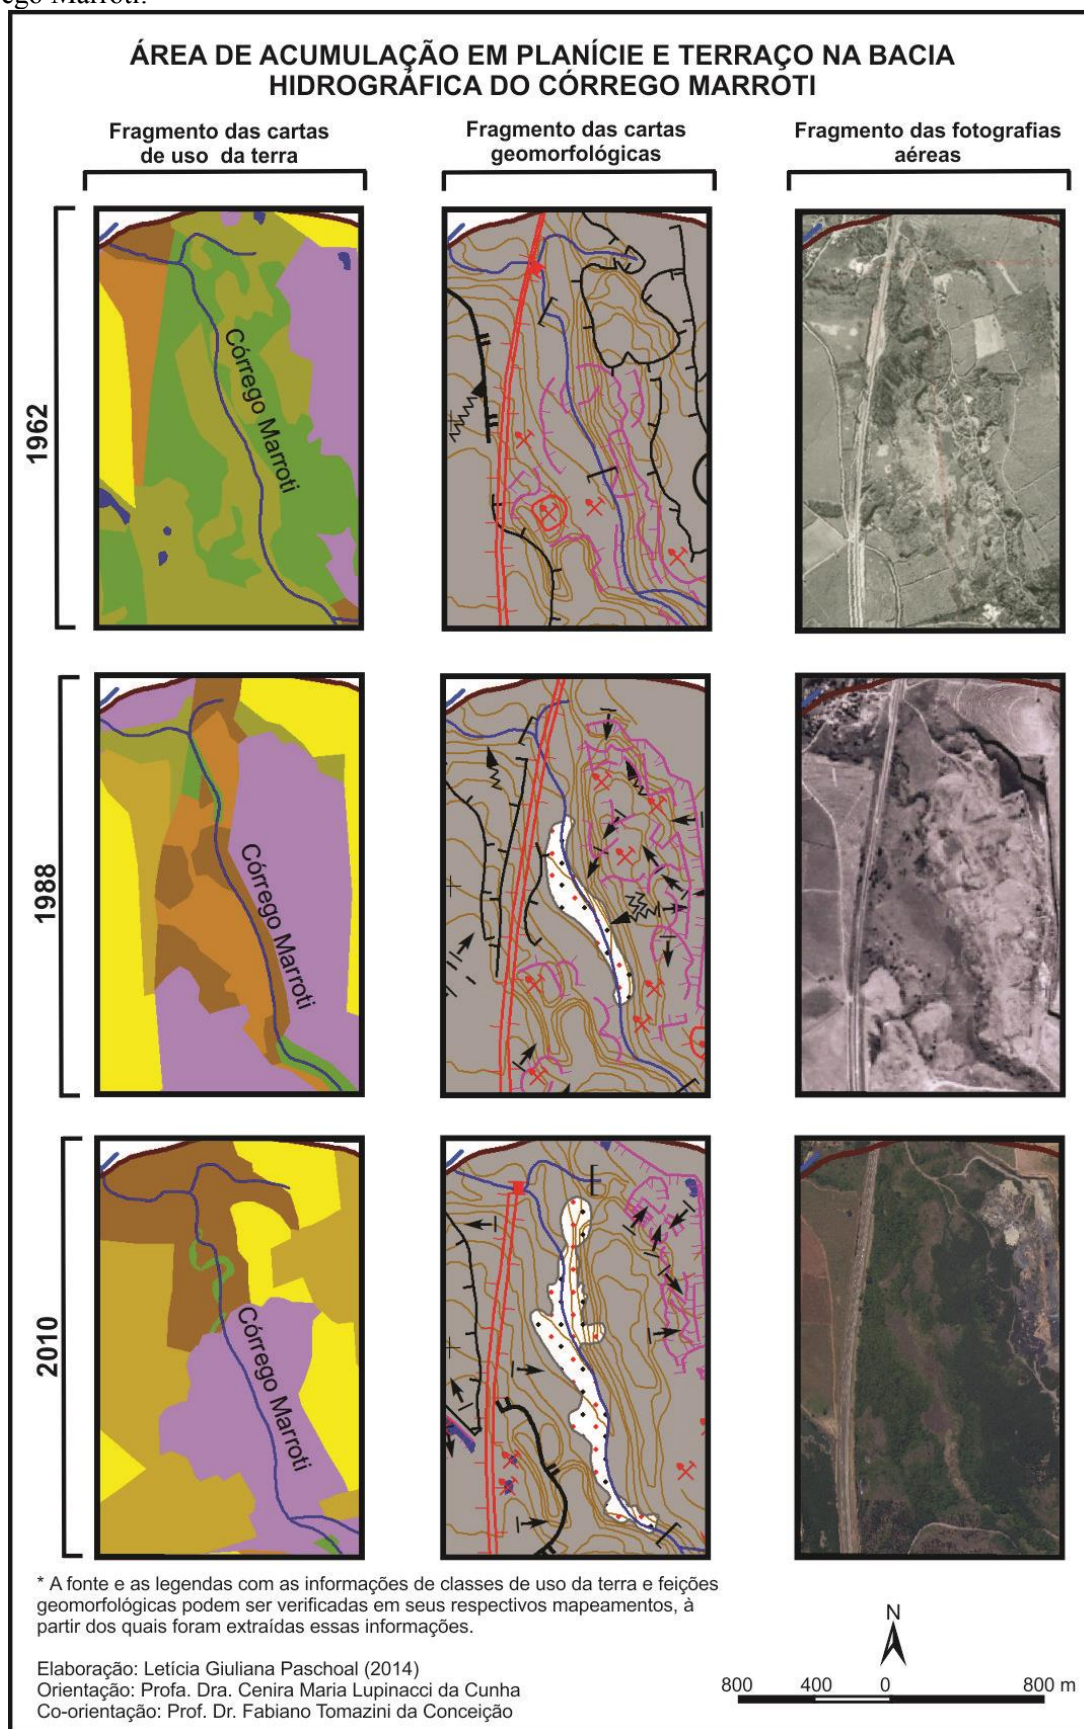 ego Marroti.
ÁREA DE ACUMULAÇÃO EM PLANÍCIE E TERRAÇO NA BACIA
HIDROGRÁFICA DO CÓRREGO MARROTI
Fragmento das cartas
de uso da terra
Fragmento das cartas
geomorfológicas
Fragmento das fotografias
aéreas
1962
Córrego Marroti
1988
Córrego Marroti
2010
Córrego Marroti
* A fonte e as legendas com as informações de classes de uso da terra e feições
geomorfológicas podem ser verificadas em seus respectivos mapeamentos, à
partir dos quais foram extraídas essas informações.
Elaboração: Letícia Giuliana Paschoal (2014)
Orientação: Profa. Dra. Cenira Maria Lupinacci da Cunha
Co-orientação: Prof. Dr. Fabiano Tomazini da Conceição
N
800 400 0 800 m